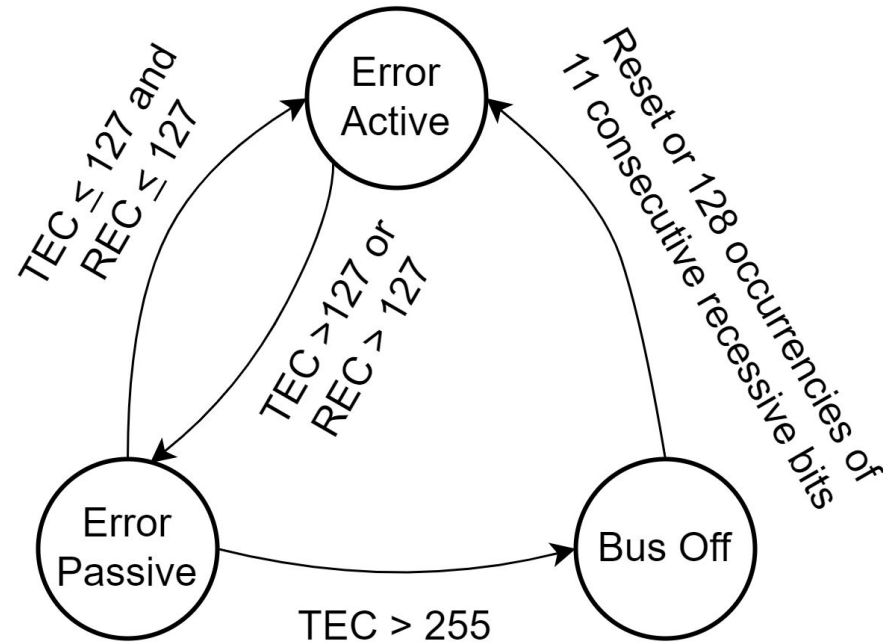 Error
Active
TEC ≤ 127 and
REC ≤ 127
TEC >127 or
REC > 127
Reset or 128 occurrencies of
11 consecutive recessive bits
Error
Passive
Bus Off
TEC > 255